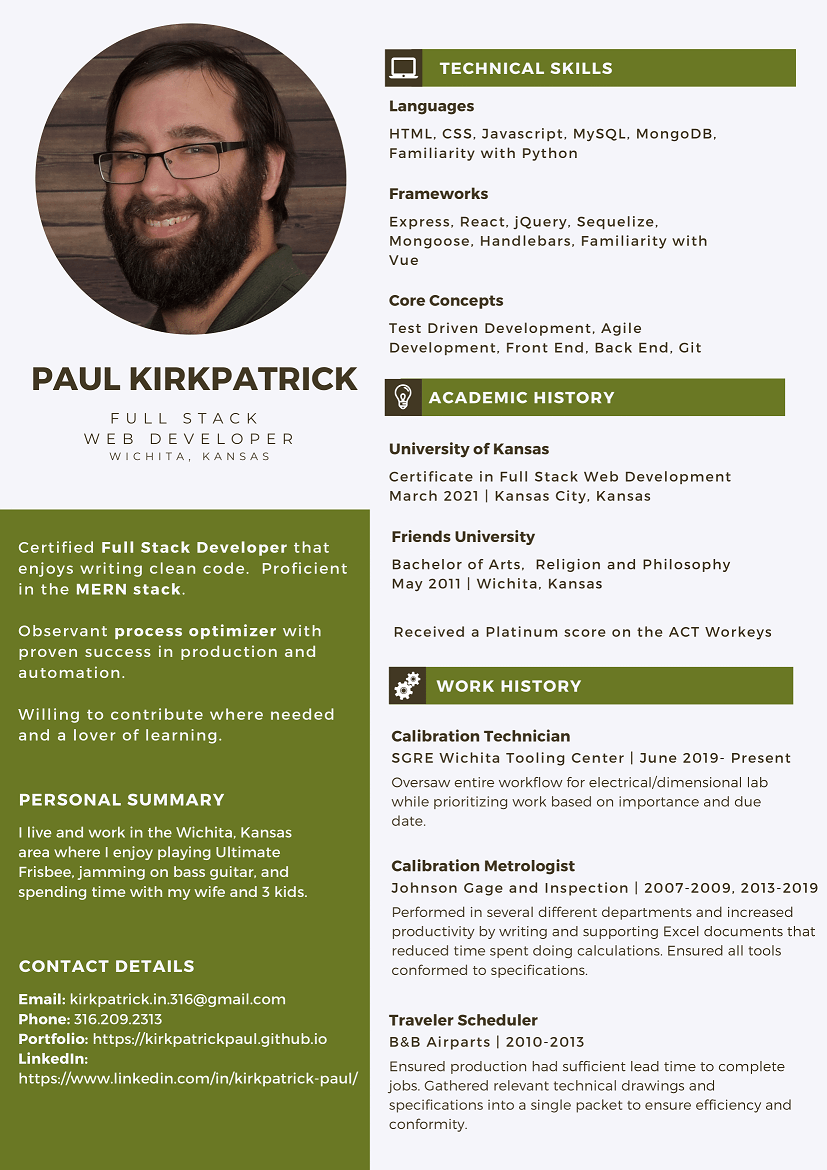 PAUL KIRKPATRICK
FULL STACK
WEB DEVELOPER
WICHITA, KANSAS
Certified Full Stack Developer that
enjoys writing clean code. Proficient
in the MERN stack.
Observant process optimizer with
proven success in production and
automation.
Willing to contribute where needed
and a lover of learning.
PERSONAL SUMMARY
I live and work in the Wichita, Kansas
area where I enjoy playing Ultimate
Frisbee, jamming on bass guitar, and
spending time with my wife and 3 kids.
CONTACT DETAILS
Email: kirkpatrick.in.316@gmail.com
Phone: 316.209.2313
Portfolio: https://kirkpatrickpaul.github.io
LinkedIn:
https://www.linkedin.com/in/kirkpatrick-paul/
TECHNICAL SKILLS
Languages
HTML, CSS, Javascript, MySQL, MongoDB,
Familiarity with Python
Frameworks
Express, React, jQuery, Sequelize,
Mongoose, Handlebars, Familiarity with
Vue
Core Concepts
Test Driven Development, Agile
Development, Front End, Back End, Git
ACADEMIC HISTORY
University of Kansas
Certificate in Full Stack Web Development
March 2021 | Kansas City, Kansas
Friends University
Bachelor of Arts, Religion and Philosophy
May 2011 | Wichita, Kansas
Received a Platinum score on the ACT Workeys
WORK HISTORY
Calibration Technician
SGRE Wichita Tooling Center | June 2019- Present
Oversaw entire workflow for electrical/dimensional lab
while prioritizing work based on importance and due
date.
Calibration Metrologist
Johnson Gage and Inspection | 2007-2009, 2013-2019
Performed in several different departments and increased
productivity by writing and supporting Excel documents that
reduced time spent doing calculations. Ensured all tools
conformed to specifications.
Traveler Scheduler
B&B Airparts | 2010-2013
Ensured production had sufficient lead time to complete
jobs. Gathered relevant technical drawings and
specifications into a single packet to ensure efficiency and
conformity.